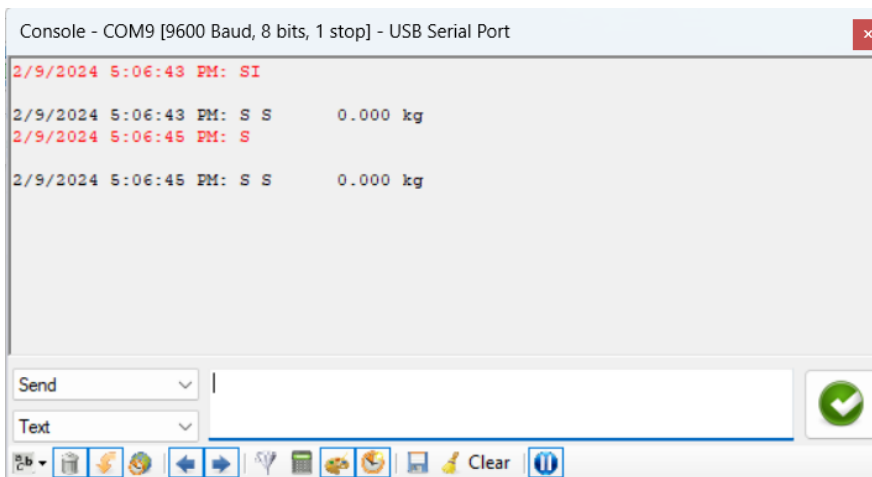 Console - COM9 [9600 Baud, 8 bits, 1 stop] - USB Serial Port
2/9/2024 5:06:43 PM: SI
2/9/2024 5:06:43 PM: S S      0.000 kg
2/9/2024 5:06:45 PM: S
2/9/2024 5:06:45 PM: S S      0.000 kg
Send
Text
Clear